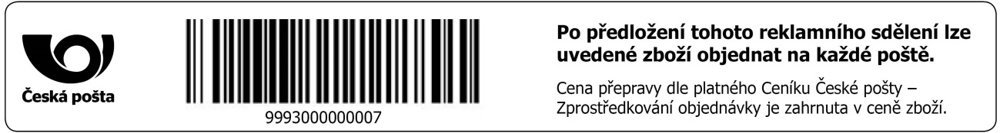 Česká pošta
9993000000007
Po předložení tohoto reklamního sdělení lze
uvedené zboží objednat na každé poště.
Cena přepravy dle platného Ceníku České pošty –
Zprostředkování objednávky je zahrnuta v ceně zboží.